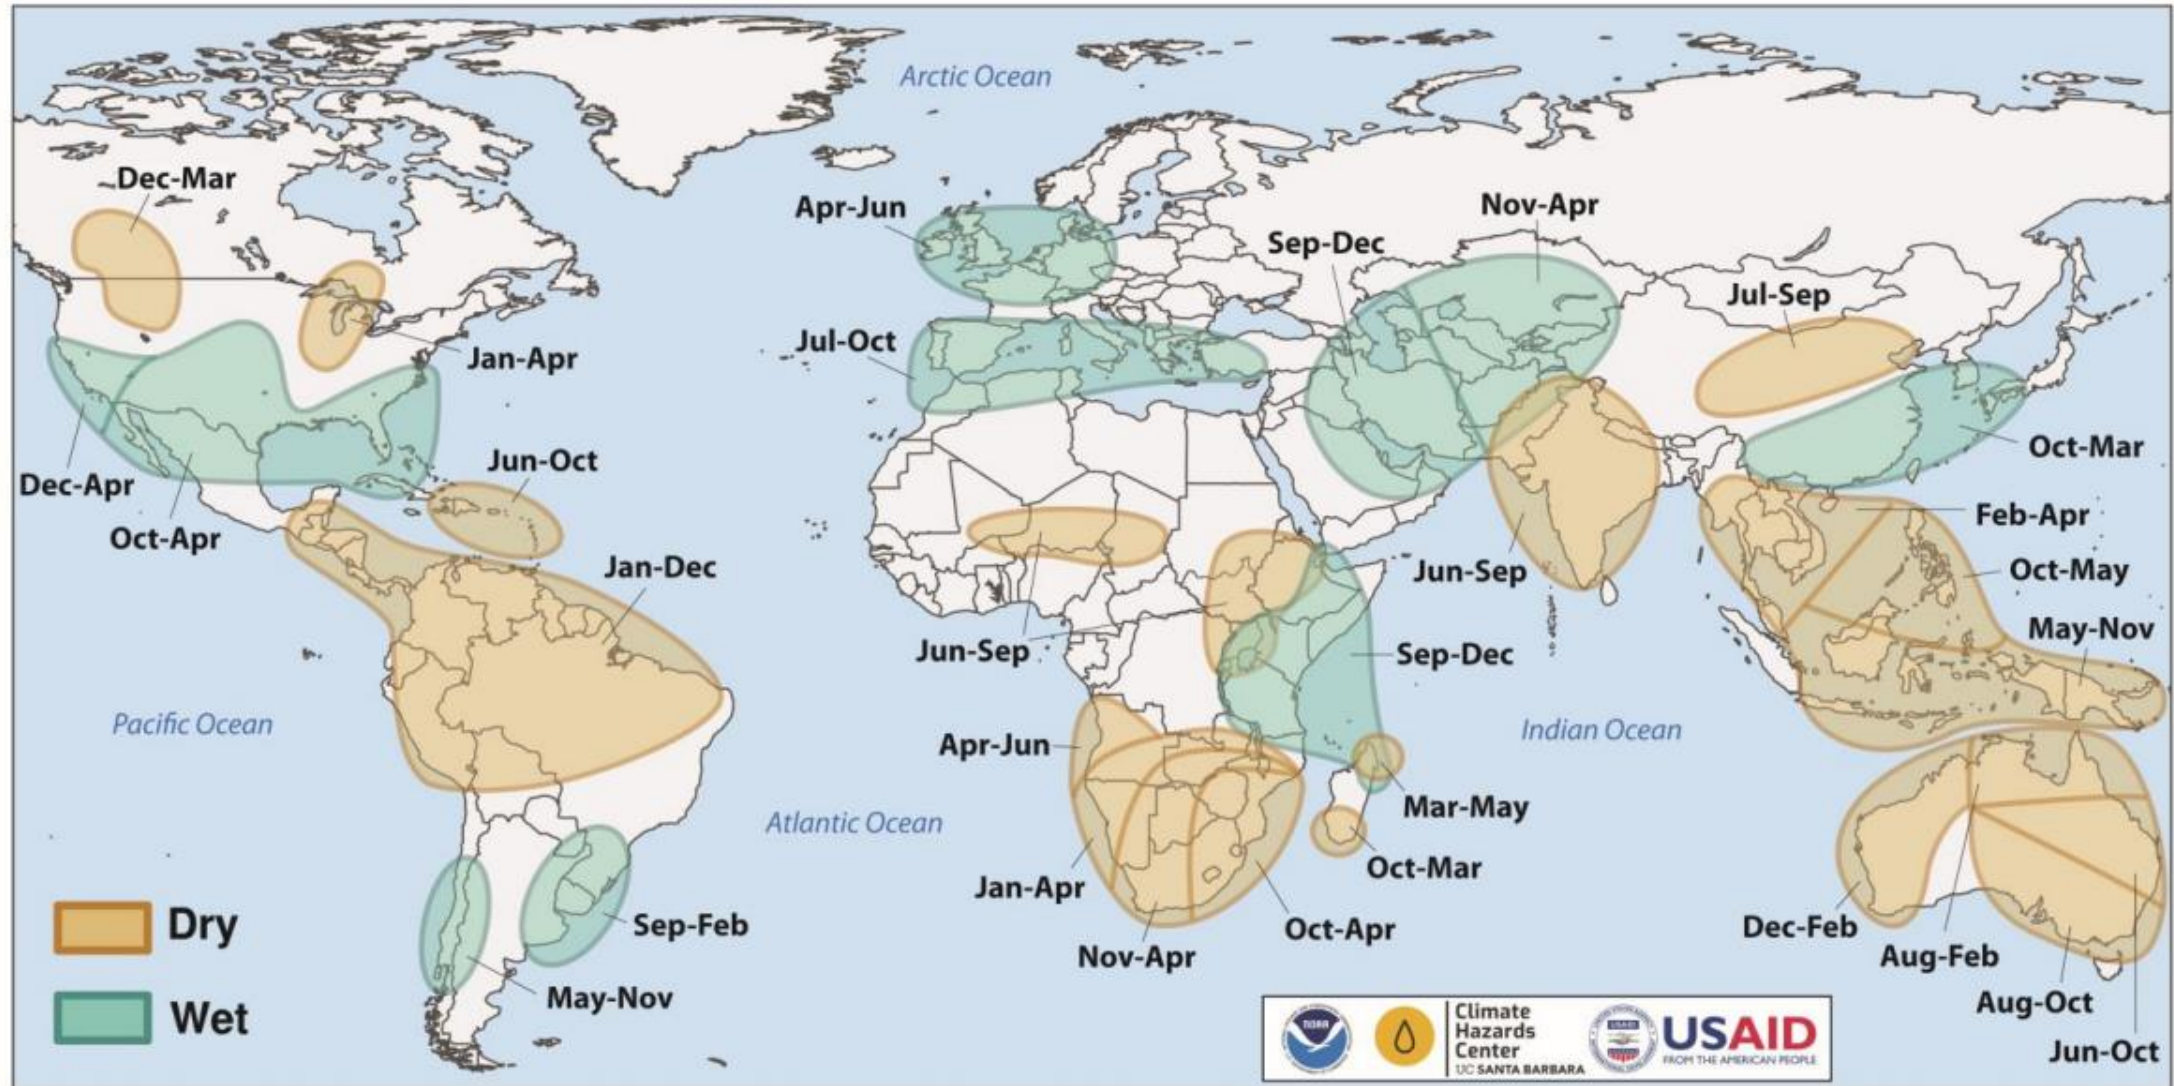 Arctic Ocean
Dec-Mar
Apr-Jun
Nov-Apr
Sep-Dec
Jul-Sep
Jul-Oct
Jan-Apr
Oct-Mar
Jun-Oct
Dec-Apr
Feb-Apr
Oct-Apr
Jan-Dec
Jun-Sep
Oct-May
May-Nov
Jun-Sep
Sep-Dec
Pacific Ocean
Indian Ocean
Apr-Jun
Mar-May
Atlantic Ocean
Oct-Mar
Jan-Apr
Dry
Sep-Feb
Oct-Apr
Dec-Feb
Nov-Apr
Aug-Feb
May-Nov
Wet
Aug-Oct
Jun-Oct
NOAA
Climate
Hazards
Center
UC SANTA BARBARA
USAID
USAID
FROM THE AMERICAN PEOPLE